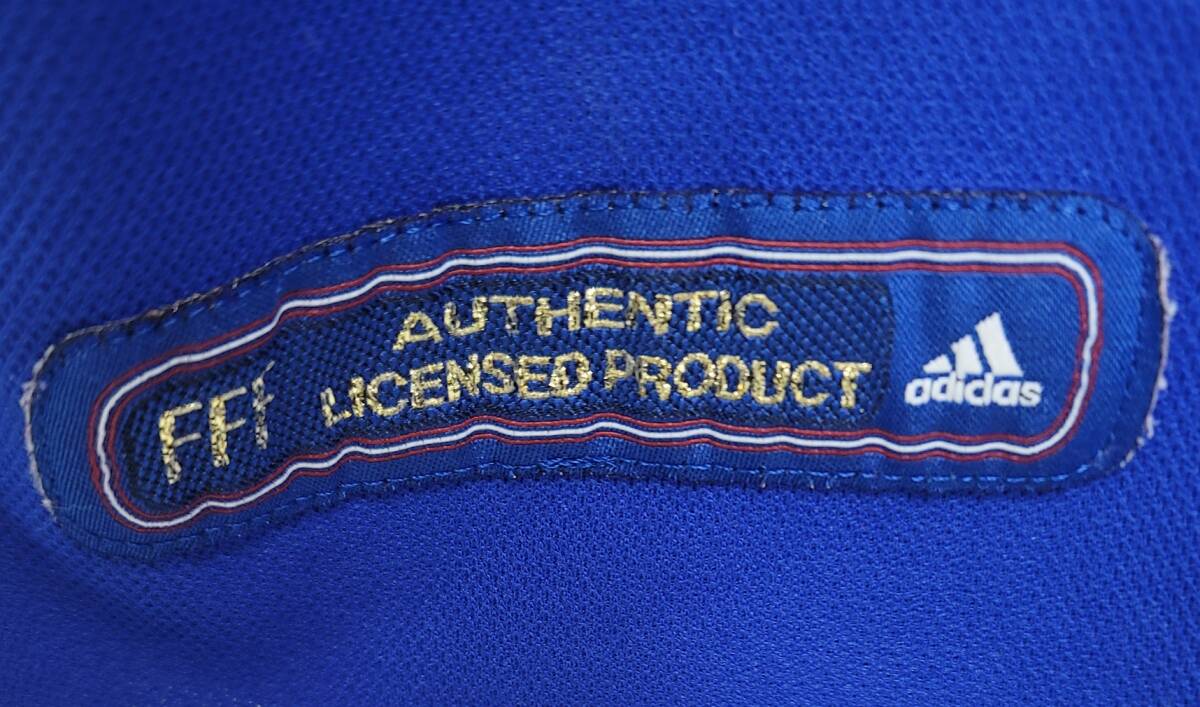 FFF
AUTHENTIC
LICENSED PRODUCT
adidas